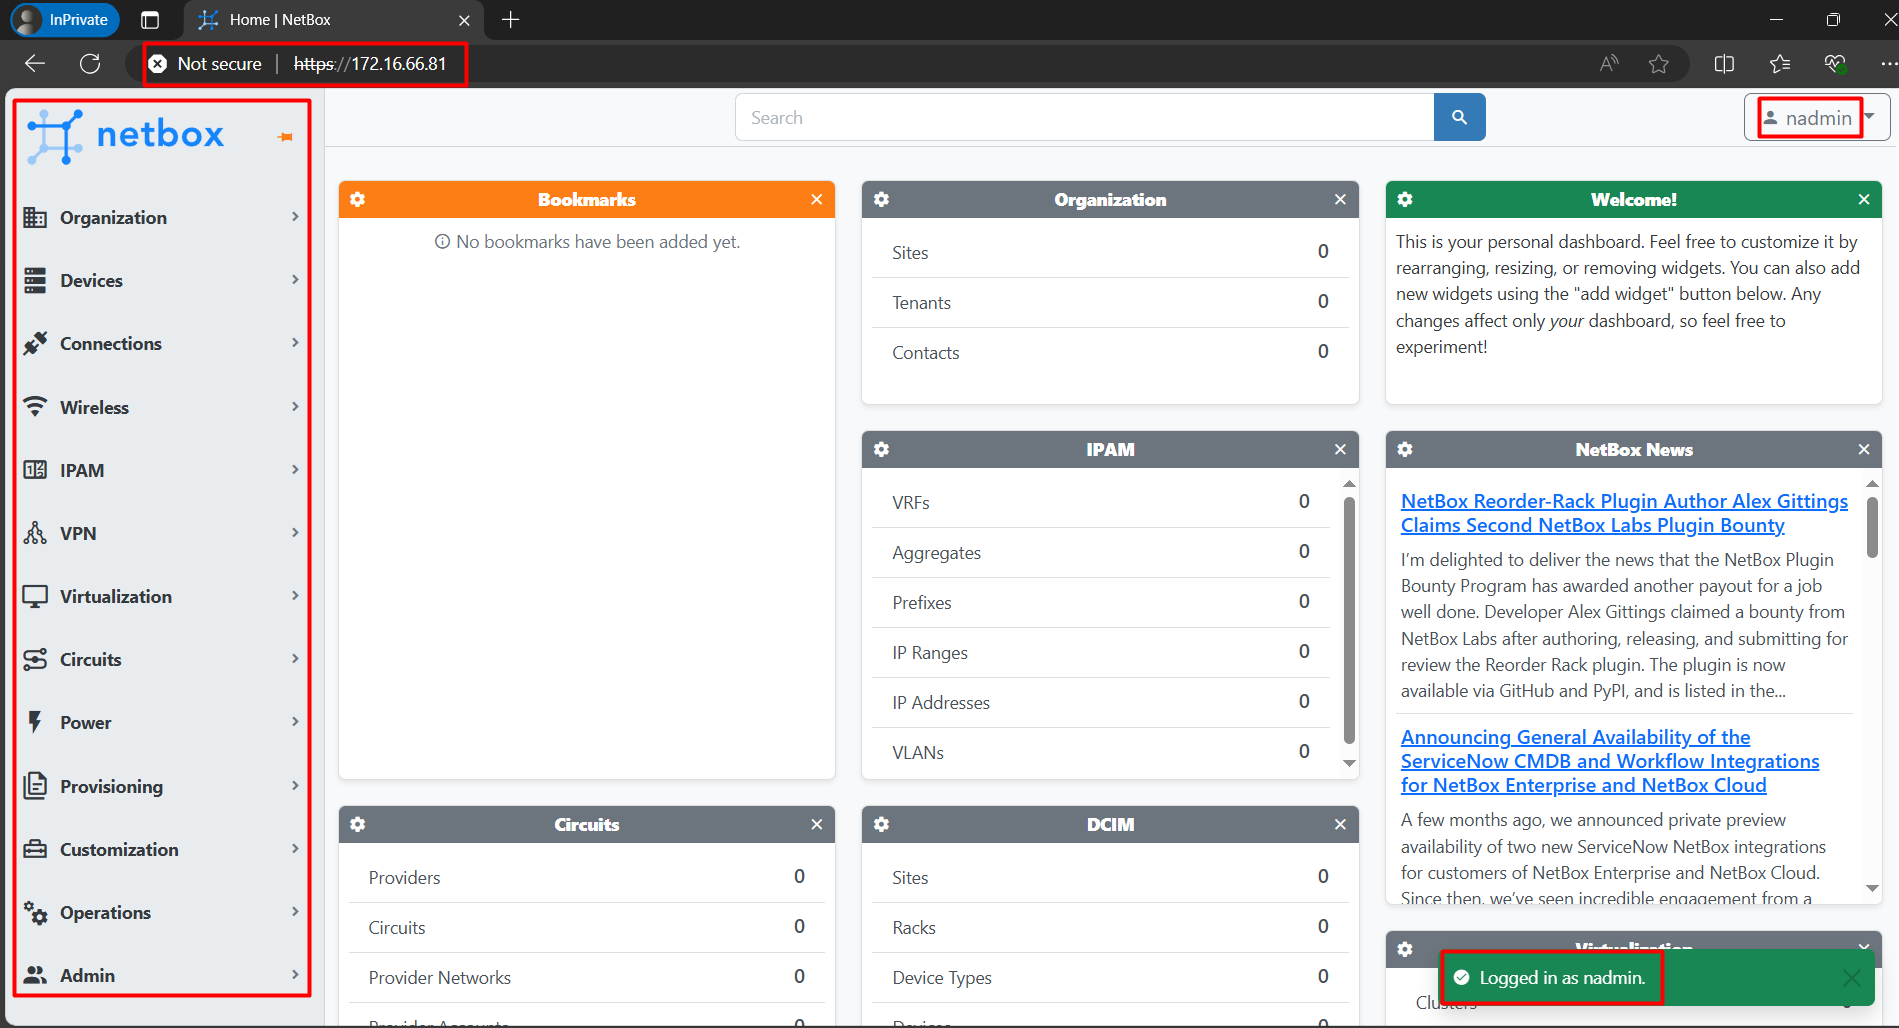 InPrivate
Home | NetBox
Not secure | https://172.16.66.81
netbox
Search
nadmin
Organization
Devices
Connections
Wireless
IPAM
VPN
Virtualization
Circuits
Power
Provisioning
Customization
Operations
Admin
Bookmarks
No bookmarks have been added yet.
Organization
Sites 0
Tenants 0
Contacts 0
Welcome!
This is your personal dashboard. Feel free to customize it by
rearranging, resizing, or removing widgets. You can also add
new widgets using the "add widget" button below. Any
changes affect only your dashboard, so feel free to
experiment!
IPAM
VRFs 0
Aggregates 0
Prefixes 0
IP Ranges 0
IP Addresses 0
VLANs 0
NetBox News
NetBox Reorder-Rack Plugin Author Alex Gittings
Claims Second NetBox Labs Plugin Bounty
I’m delighted to deliver the news that the NetBox Plugin
Bounty Program has awarded another payout for a job
well done. Developer Alex Gittings claimed a bounty from
NetBox Labs after authoring, releasing, and submitting for
review the Reorder Rack plugin. The plugin is now
available via GitHub and PyPI, and is listed in the...
Announcing General Availability of the
ServiceNow CMDB and Workflow Integrations
for NetBox Enterprise and NetBox Cloud
A few months ago, we announced private preview
availability of two new ServiceNow NetBox integrations
for customers of NetBox Enterprise and NetBox Cloud.
Since then, we’ve seen incredible engagement from a
Circuits
Providers 0
Circuits 0
Provider Networks 0
Provider Accounts 0
DCIM
Sites 0
Racks 0
Device Types 0
Devices 0
Virtualization
Logged in as nadmin.
Clusters